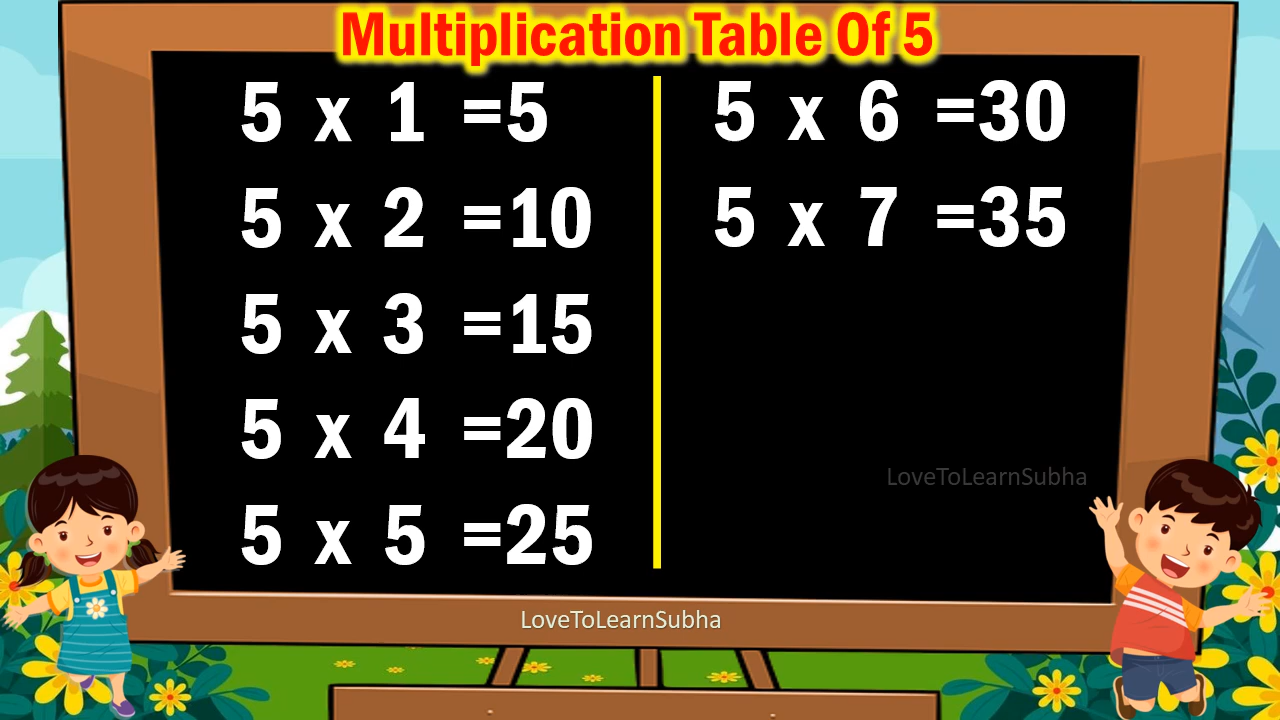 Multiplication Table Of 5
5 x 1 =5
5 x 2 =10
5 x 3 =15
5 x 4 =20
5 x 5 =25
5 x 6 =30
5 x 7 =35
LoveToLearnSubha
LoveToLearnSubha